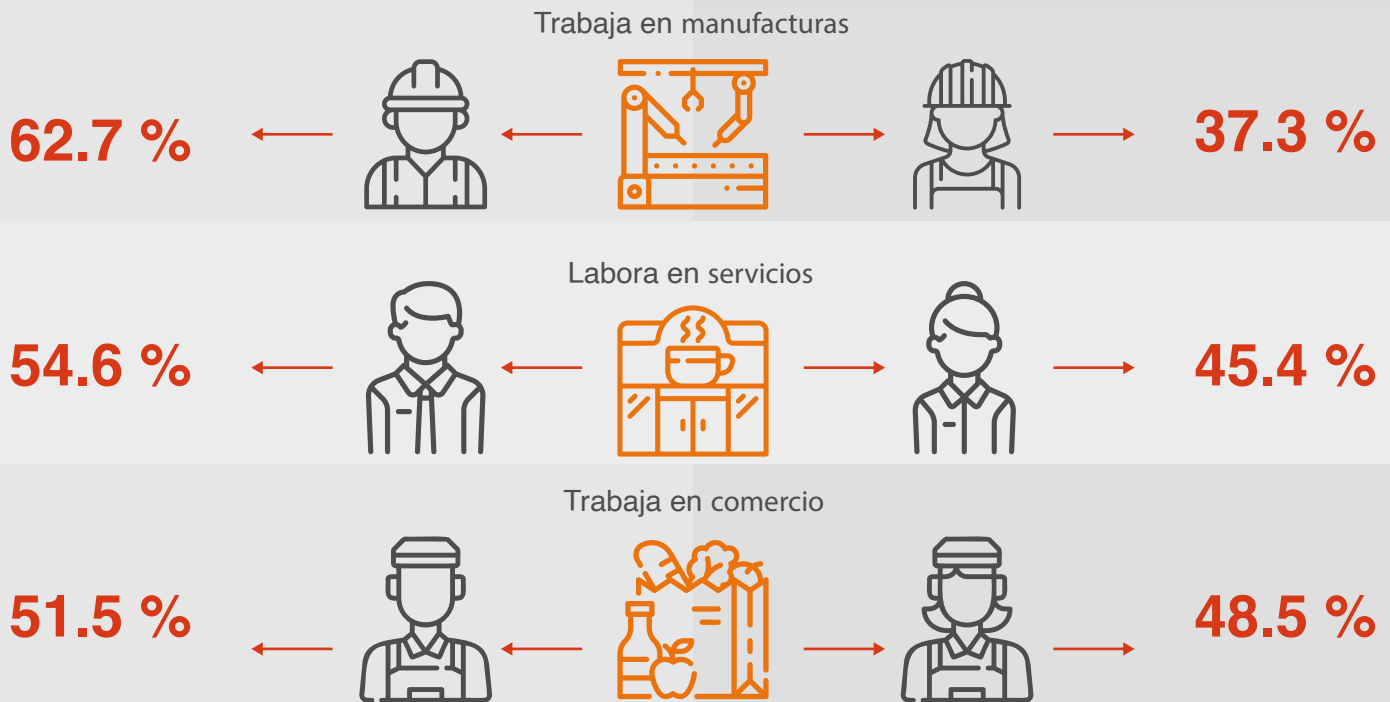 Trabaja en manufacturas
62.7 %
37.3 %
Labora en servicios
54.6 %
45.4 %
Trabaja en comercio
51.5 %
48.5 %